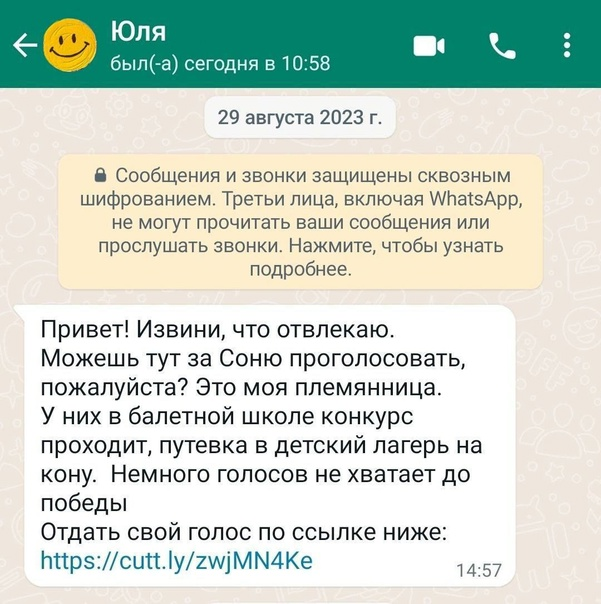 Юля
был(-а) сегодня в 10:58
29 августа 2023 г.
Сообщения и звонки защищены сквозным
шифрованием. Третьи лица, включая WhatsApp,
не могут прочитать ваши сообщения или
прослушать звонки. Нажмите, чтобы узнать
подробнее.
Привет! Извини, что отвлекаю.
Можешь тут за Соню проголосовать,
пожалуйста? Это моя племянница.
У них в балетной школе конкурс
проходит, путевка в детский лагерь на
кону. Немного голосов не хватает до
победы
Отдать свой голос по ссылке ниже:
https://cutt.ly/zwjMN4Ke
14:57